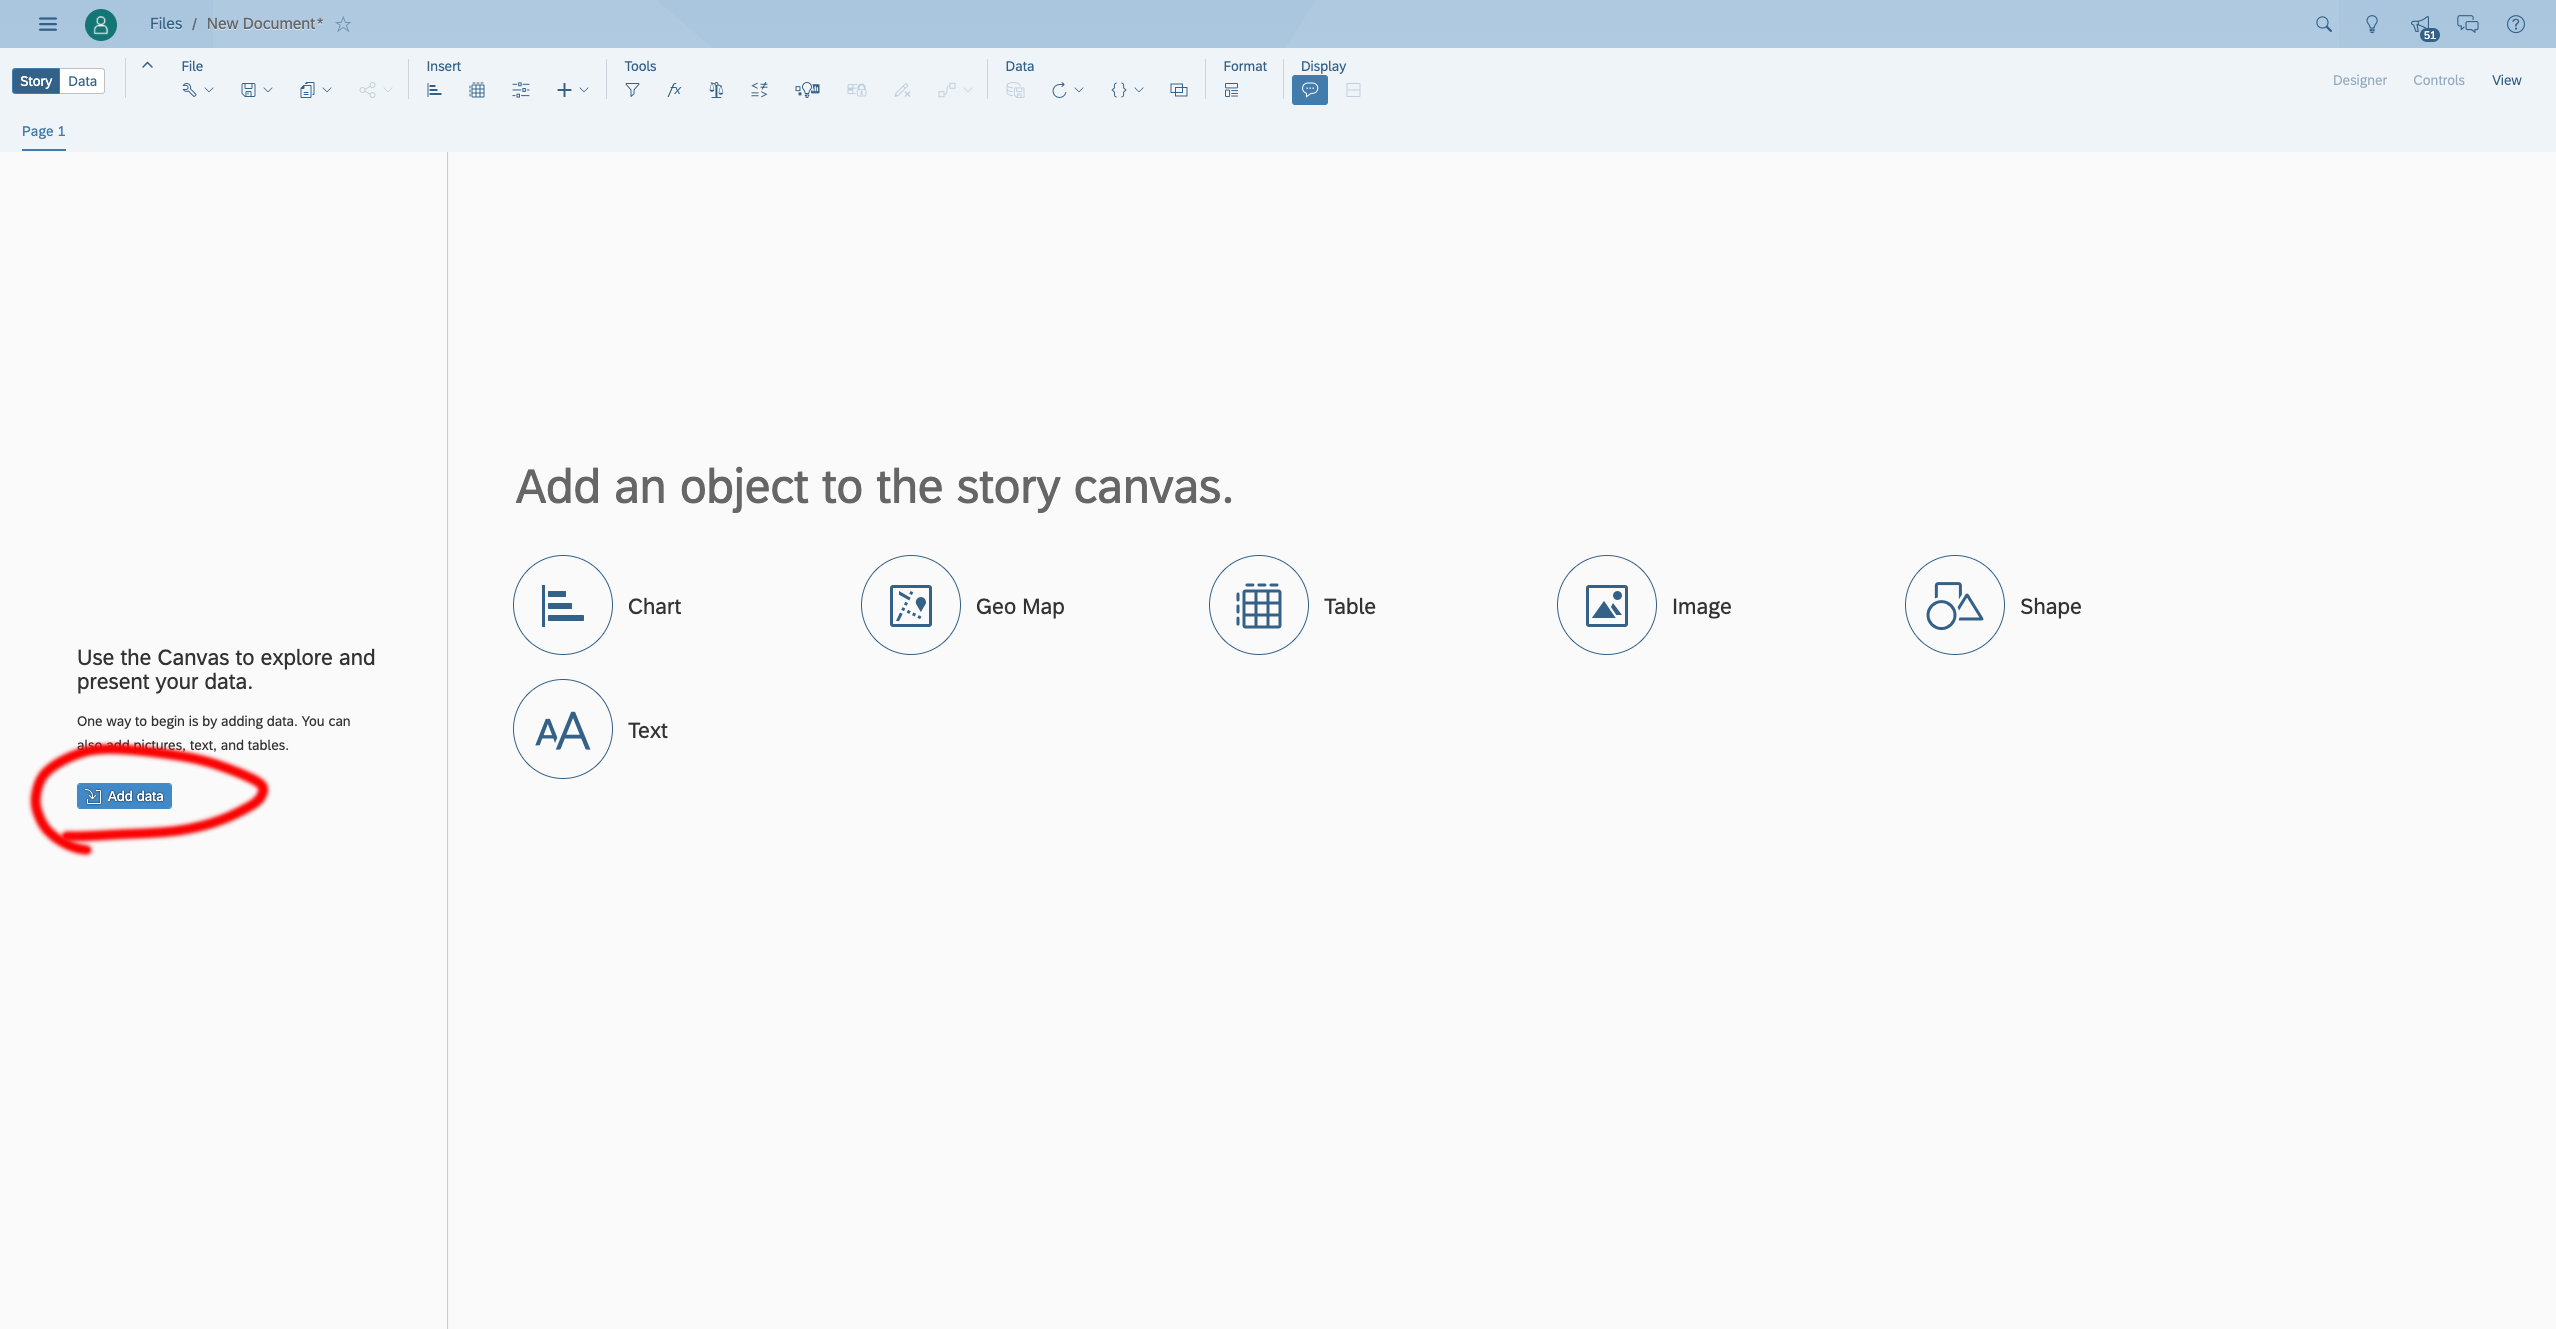 Files / New Document*
51
Story Data
File
Insert
Tools
Data
Format
Display
Designer Controls View
Page 1
Add an object to the story canvas.
Chart
Geo Map
Table
Image
Shape
Text
Use the Canvas to explore and
present your data.
One way to begin is by adding data. You can
also add pictures, text, and tables.
Add data